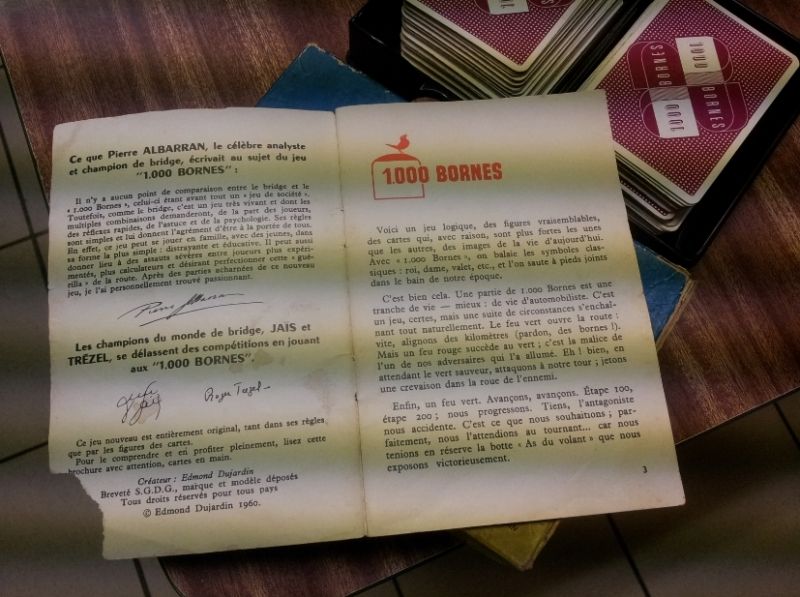 Ce que Pierre ALBARRAN, le célèbre analyste
et champion de bridge, écrivait au sujet du jeu
"1.000 BORNES" :
Il n'y a aucun point de comparaison entre le bridge et le
« 1.000 Bornes », celui-ci étant avant tout un « jeu de société ».
Toutefois, comme le bridge, c'est un jeu très vivant et dont les
multiples combinaisons demanderont, de la part des joueurs,
des réflexes rapides, de l'astuce et de la psychologie. Ses règles
sont simples et lui donnent l'agrément d'être à la portée de tous.
En effet, ce jeu peut se jouer en famille, avec des jeunes, dans
sa forme la plus simple : distrayante et éducative. Il peut aussi
donner lieu à des assauts sévères entre joueurs plus expéri-
mentés, plus calculateurs et désirant perfectionner cette « gué-
rilla » de la route. Après des parties acharnées de ce nouveau
jeu, je l'ai personnellement trouvé passionnant.
Les champions du monde de bridge, JAÏS et
TRÉZEL, se délassent des compétitions en jouant
aux "1.000 BORNES".
Roger Trézel
Ce jeu nouveau est entièrement original, tant dans ses règles
que par les figures des cartes.
Pour le comprendre et en profiter pleinement, lisez cette
brochure avec attention, cartes en main.
Créateur : Edmond Dujardin
Breveté S.G.D.G., marque et modèle déposés
Tous droits réservés pour tous pays
© Edmond Dujardin 1960.
1.000 BORNES
Voici un jeu logique, des figures vraisemblables,
des cartes qui, avec raison, sont plus fortes les unes
que les autres, des images de la vie d'aujourd'hui.
Avec « 1.000 Bornes », on balaie les symboles clas-
siques : roi, dame, valet, etc., et l'on saute à pieds joints
dans le bain de notre époque.
C'est bien cela. Une partie de 1.000 Bornes est une
tranche de vie — mieux : de vie d'automobiliste. C'est
un jeu, certes, mais une suite de circonstances s'enchaî-
nant tout naturellement. Le feu vert ouvre la route :
vite, alignons des kilomètres (pardon, des bornes !).
Mais un feu rouge succède au vert ; c'est la malice de
l'un de nos adversaires qui l'a allumé. Eh ! bien, en
attendant le vert sauveur, attaquons à notre tour ; jetons
une crevaison dans la roue de l'ennemi.
Enfin, un feu vert. Avançons, avançons. Étape 100,
étape 200 ; nous progressons. Tiens, l'antagoniste
nous accidente. C'est ce que nous souhaitions ; par-
faitement, nous l'attendions au tournant... car nous
tenions en réserve la botte « As du volant » que nous
exposons victorieusement.
3
1000 BORNES
1000 BORNES